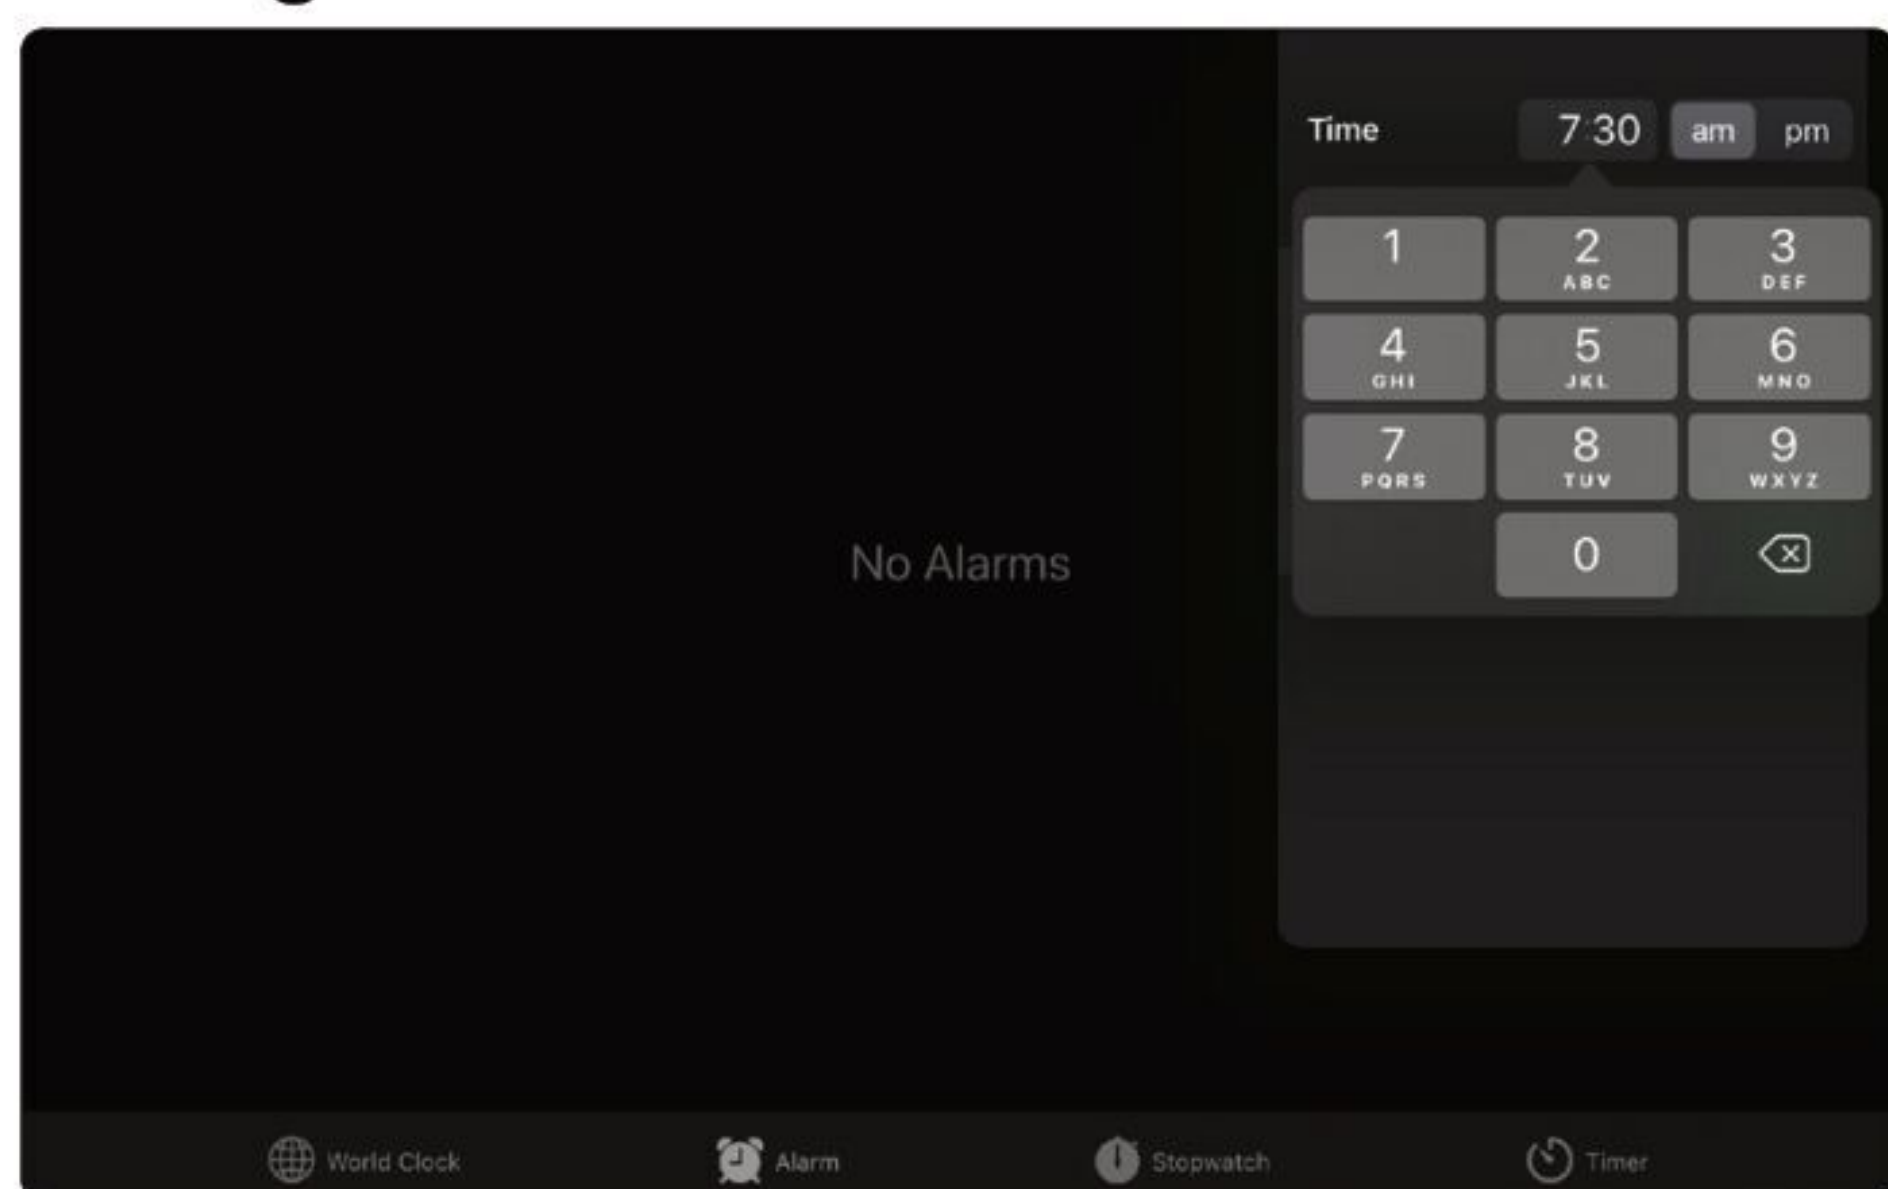 Time 7:30 am pm
1 2 3
ABC DEF
4 5 6
GHI JKL MNO
7 8 9
PQRS TUV WXYZ
0
No Alarms
World Clock Alarm Stopwatch Timer